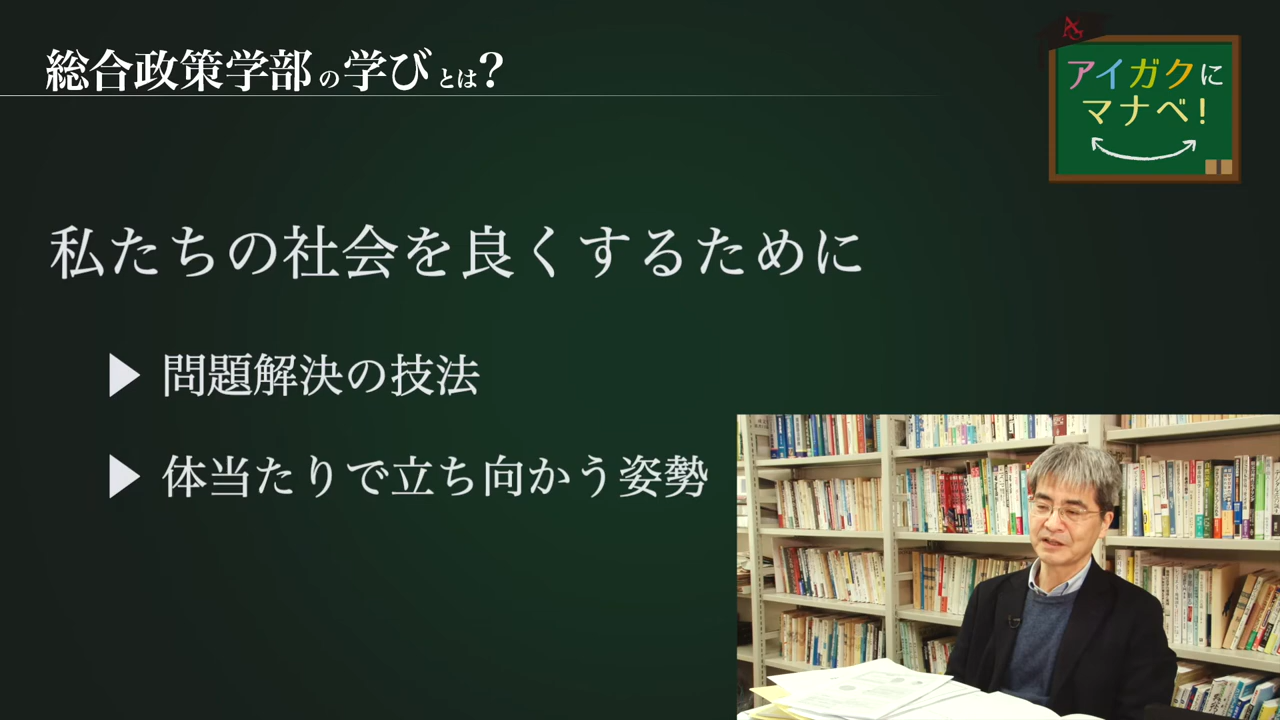 総合政策学部の学びとは?
アイガクに
マナベ!
私たちの社会を良くするために
▶ 問題解決の技法
▶ 体当たりで立ち向かう姿勢